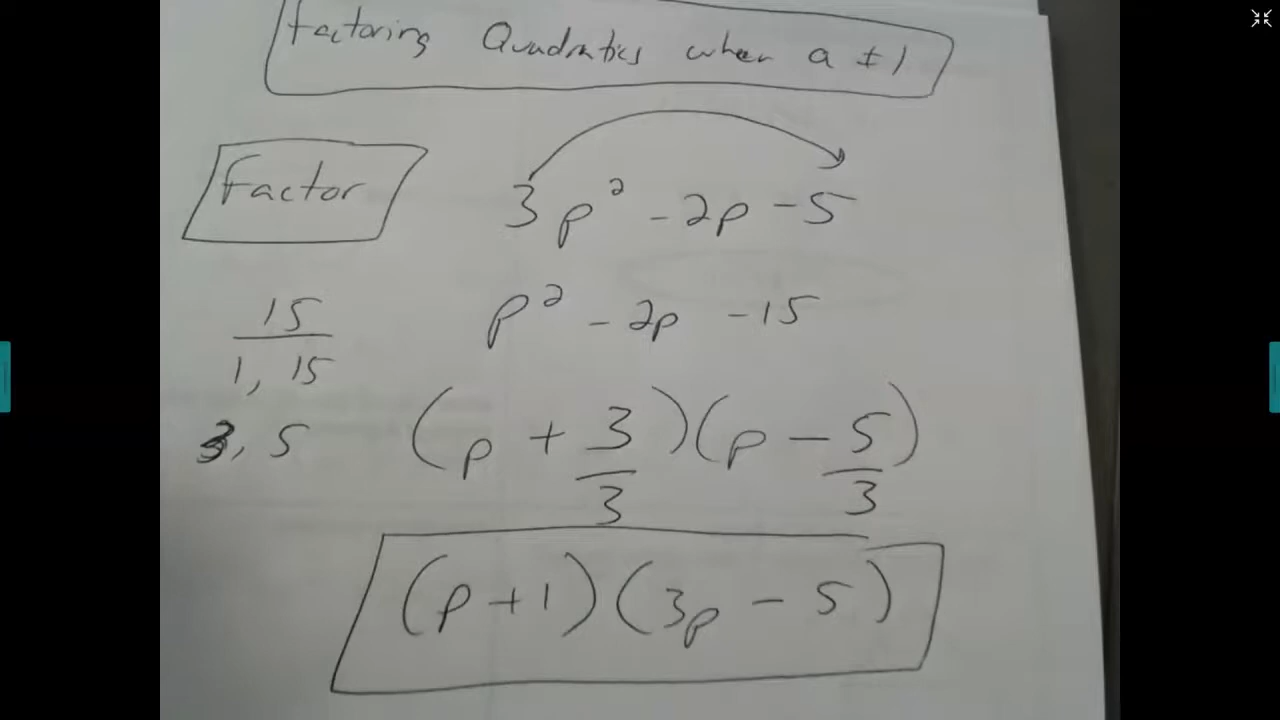 factoring Quadratics when a ≠ 1
Factor
3p² - 2p - 5
15
1, 15
3, 5
p² - 2p - 15
(p + 3/3)(p - 5/3)
(p + 1)(3p - 5)